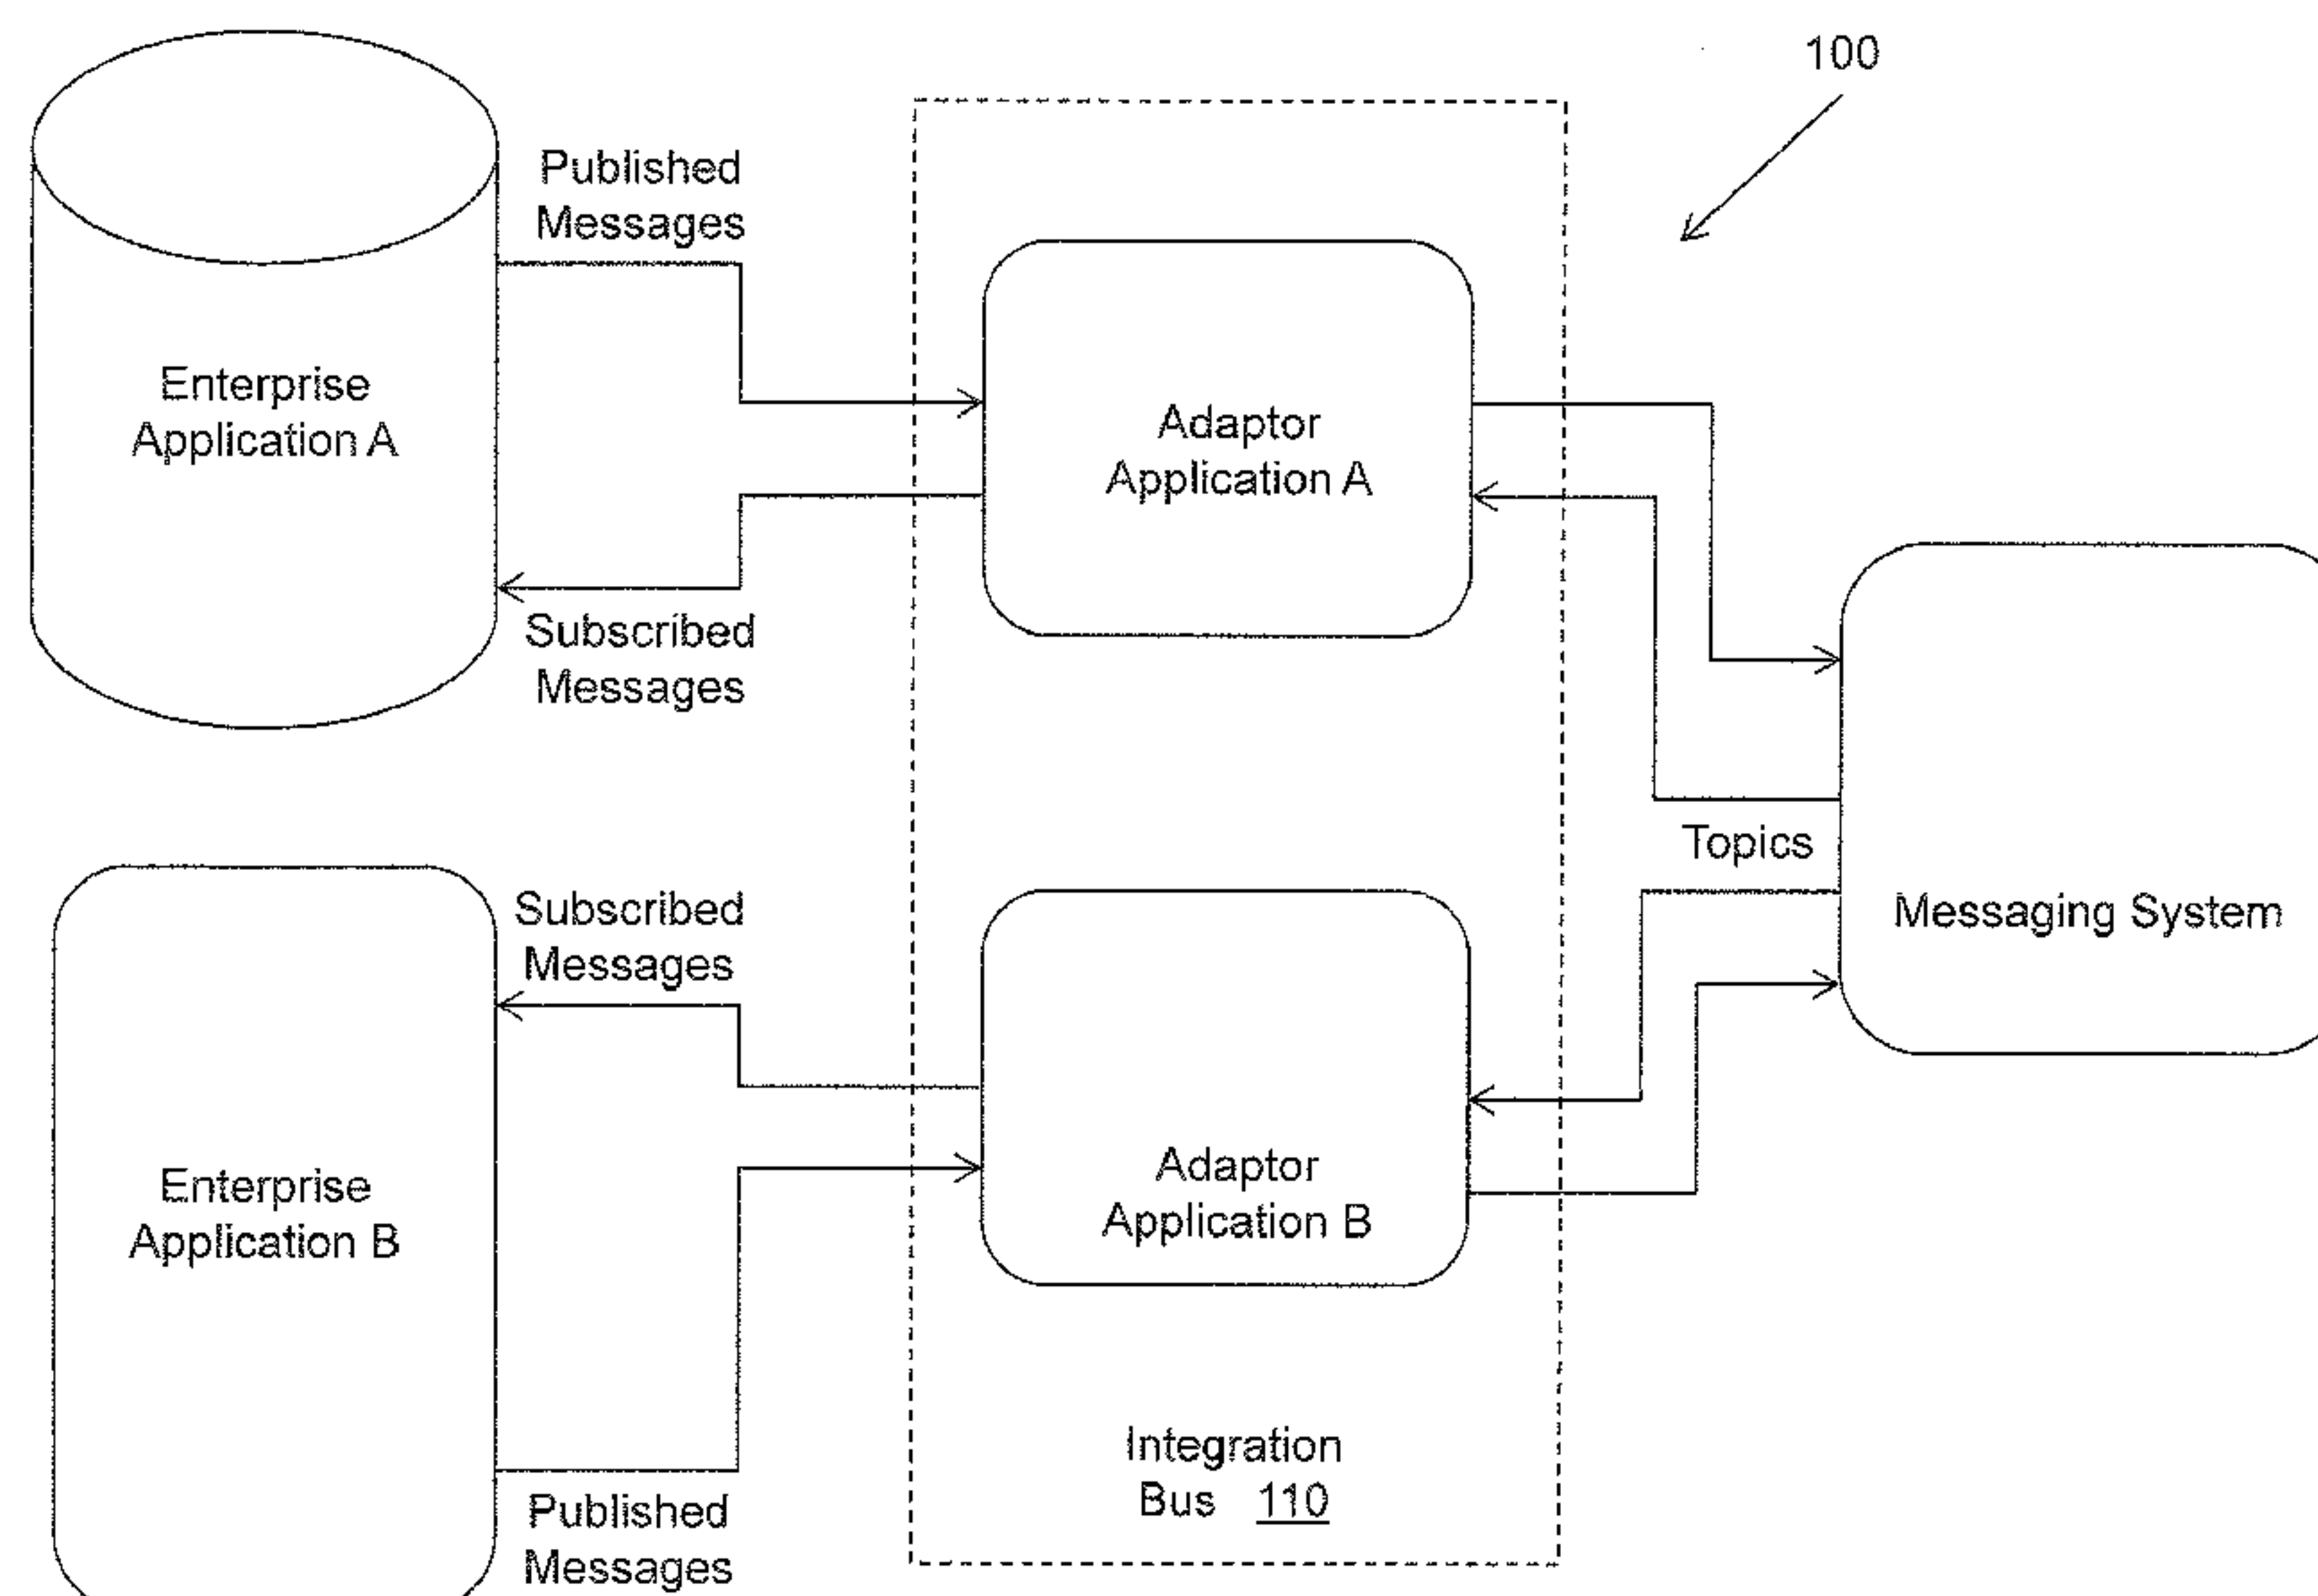 100
Published
Messages
Enterprise
Application A
Adaptor
Application A
Subscribed
Messages
Topics
Messaging System
Subscribed
Messages
Enterprise
Application B
Adaptor
Application B
Integration
Bus 110
Published
Messages